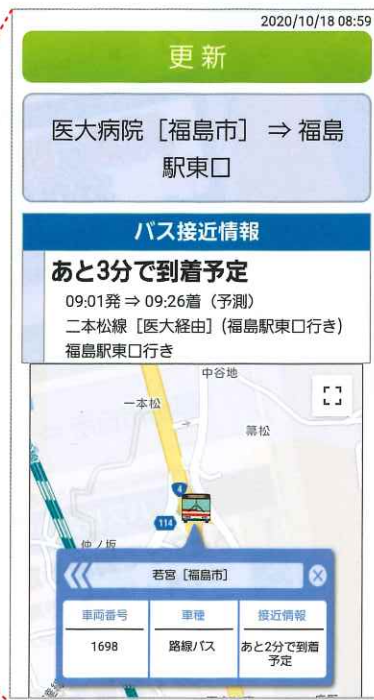 2020/10/18 08:59
更新
医大病院［福島市］ ⇒ 福島
駅東口
バス接近情報
あと3分で到着予定
09:01発 ⇒ 09:26着（予測）
二本松線［医大経由］(福島駅東口行き)
福島駅東口行き
中谷地
一本松
箒松
4
114
仲ノ坂
若宮［福島市］
車両番号 車種 接近情報
1698 路線バス あと2分で到着
予定